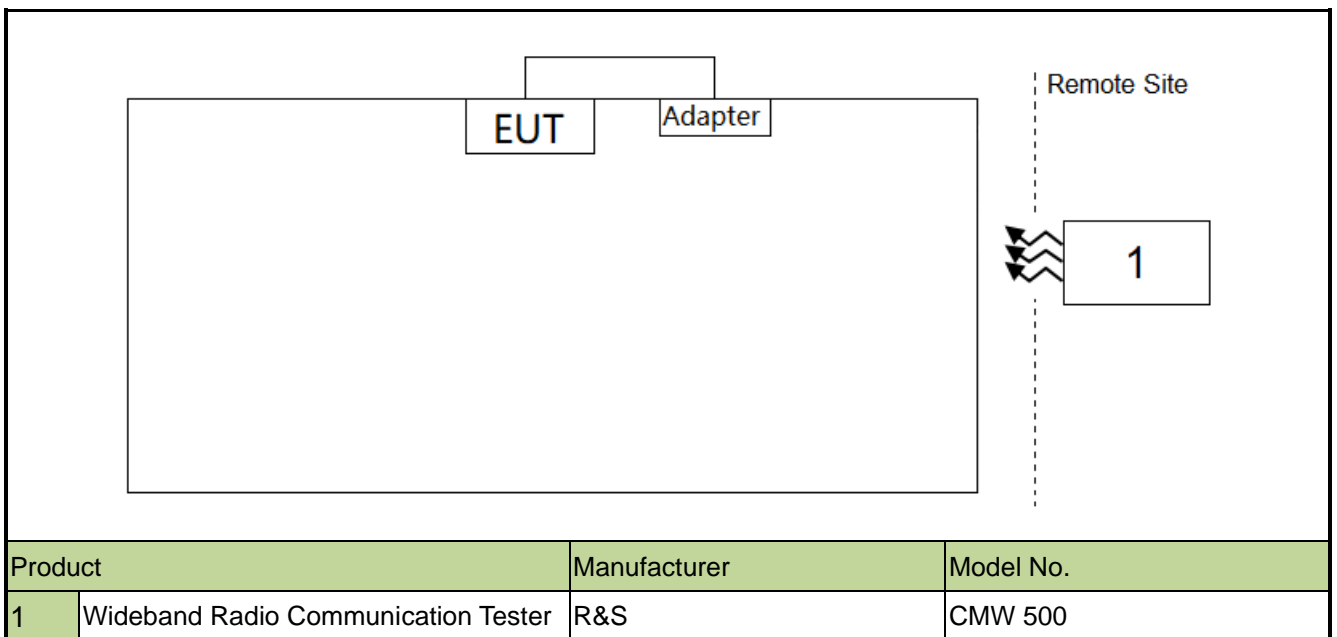 Remote Site
EUT
Adapter
1
Product Manufacturer Model No.
1 Wideband Radio Communication Tester R&S CMW 500